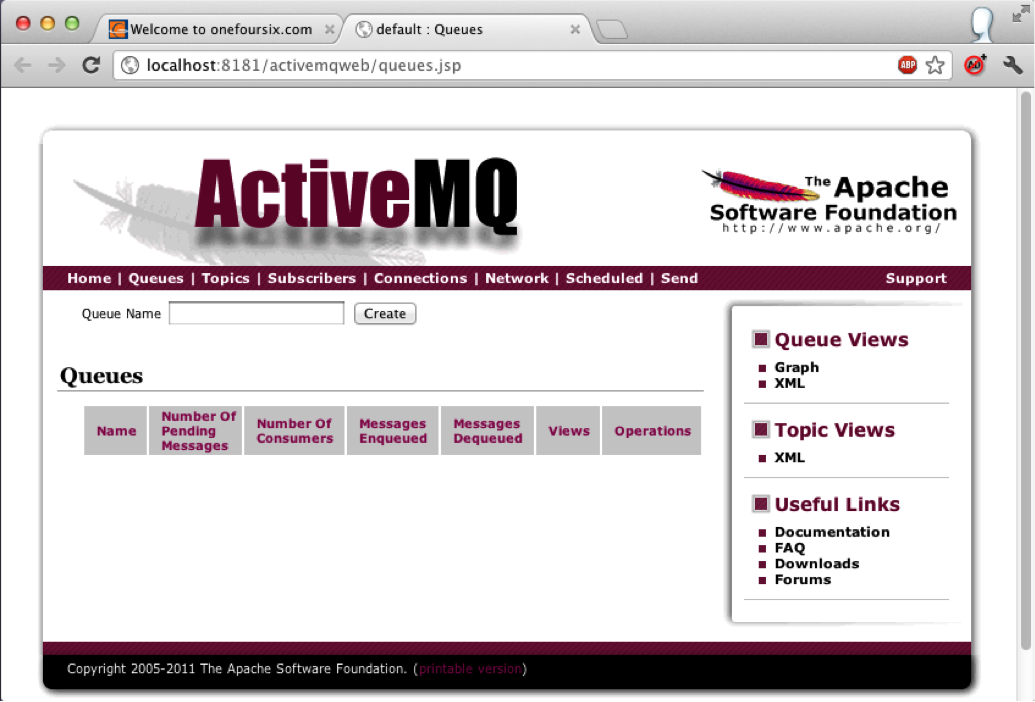 Welcome to onefoursix.com
default : Queues
localhost:8181/activemqweb/queues.jsp
ABP
ActiveMQ
The Apache
Software Foundation
http://www.apache.org/
Home | Queues | Topics | Subscribers | Connections | Network | Scheduled | Send
Support
Queue Name
Create
Queues
Name
Number Of
Pending
Messages
Number Of
Consumers
Messages
Enqueued
Messages
Dequeued
Views
Operations
Queue Views
Graph
XML
Topic Views
XML
Useful Links
Documentation
FAQ
Downloads
Forums
Copyright 2005-2011 The Apache Software Foundation. (printable version)